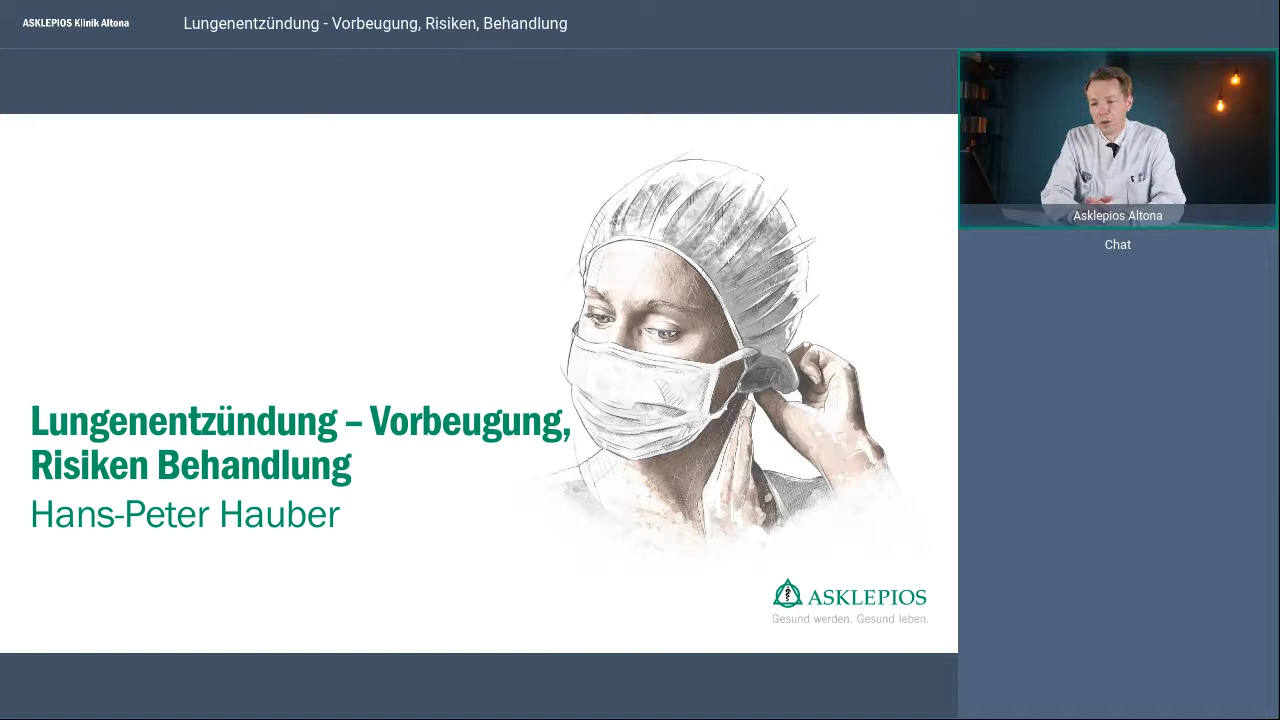 ASKLEPIOS Klinik Altona
Lungenentzündung - Vorbeugung, Risiken, Behandlung
Asklepios Altona
Chat
Lungenentzündung – Vorbeugung,
Risiken Behandlung
Hans-Peter Hauber
ASKLEPIOS
Gesund werden. Gesund leben.